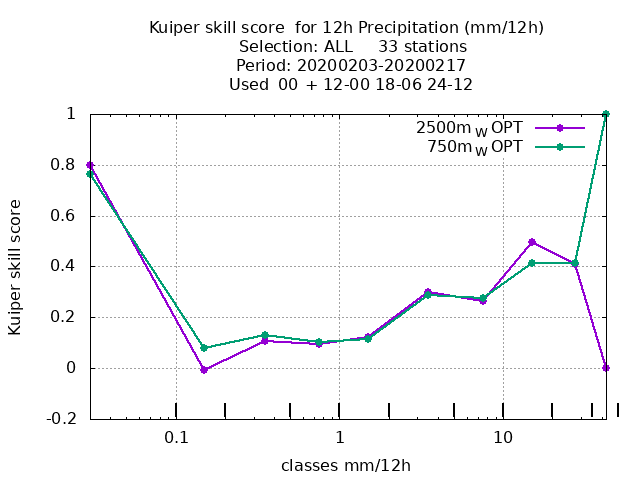 Kuiper skill score  for 12h Precipitation (mm/12h)
Selection: ALL     33 stations
Period: 20200203-20200217
Used  00 + 12-00 18-06 24-12
2500m W OPT
750m W OPT
Kuiper skill score
1
0.8
0.6
0.4
0.2
0
-0.2
0.1
1
10
classes mm/12h